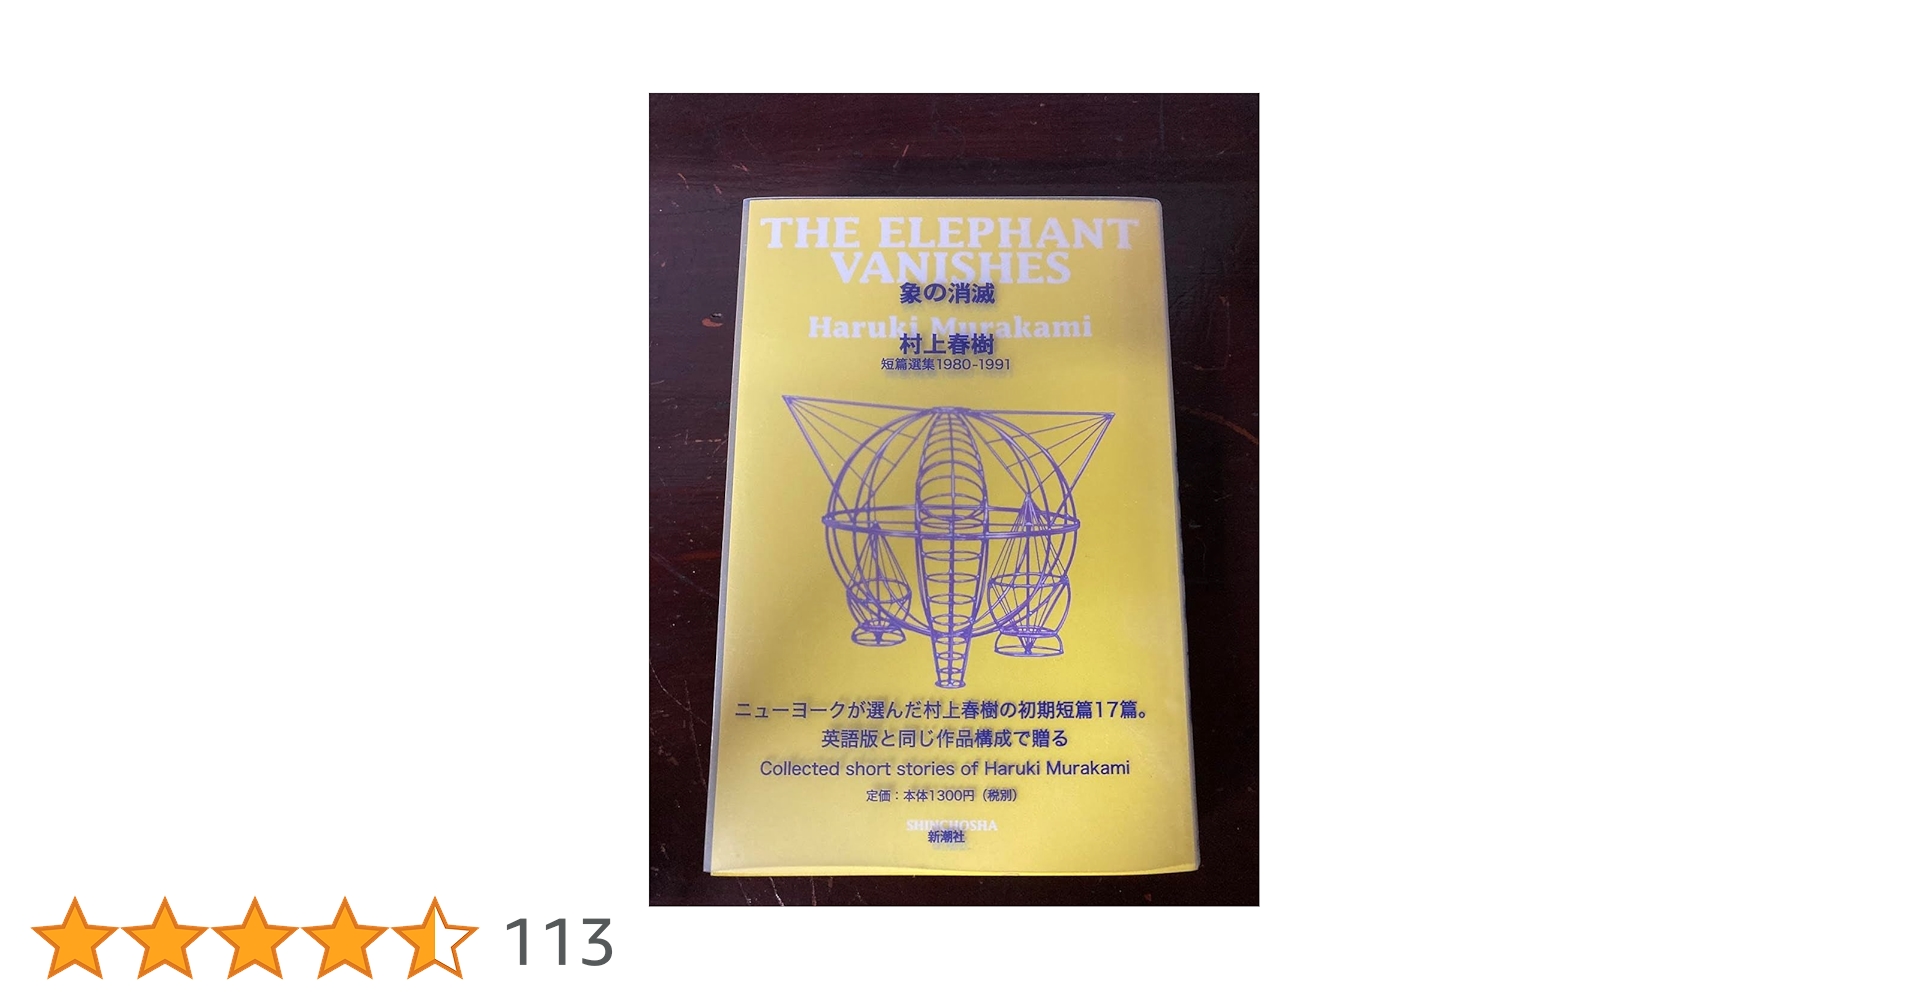 THE ELEPHANT
VANISHES
象の消滅
Haruki Murakami
村上春樹
短篇選集1980-1991
ニューヨークが選んだ村上春樹の初期短篇17篇。
英語版と同じ作品構成で贈る
Collected short stories of Haruki Murakami
定価：本体1300円（税別）
SHINCHOSHA
新潮社
113